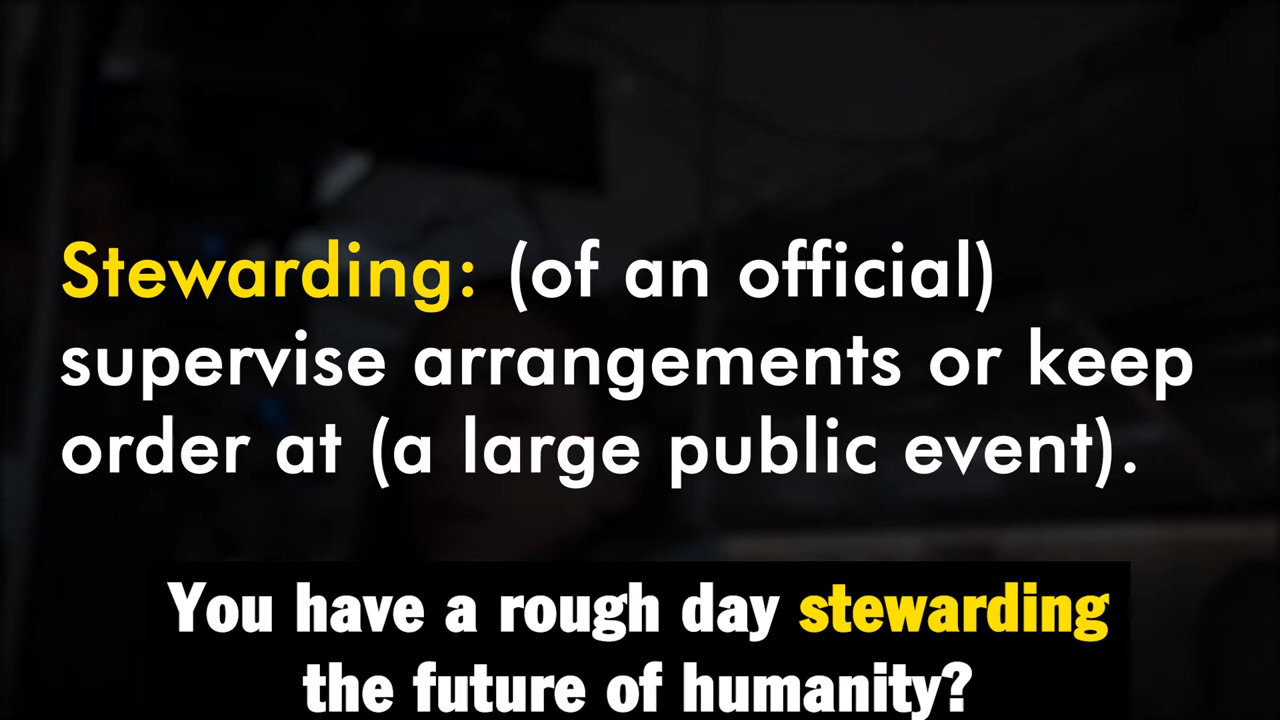 Stewarding: (of an official)
supervise arrangements or keep
order at (a large public event).
You have a rough day stewarding
the future of humanity?